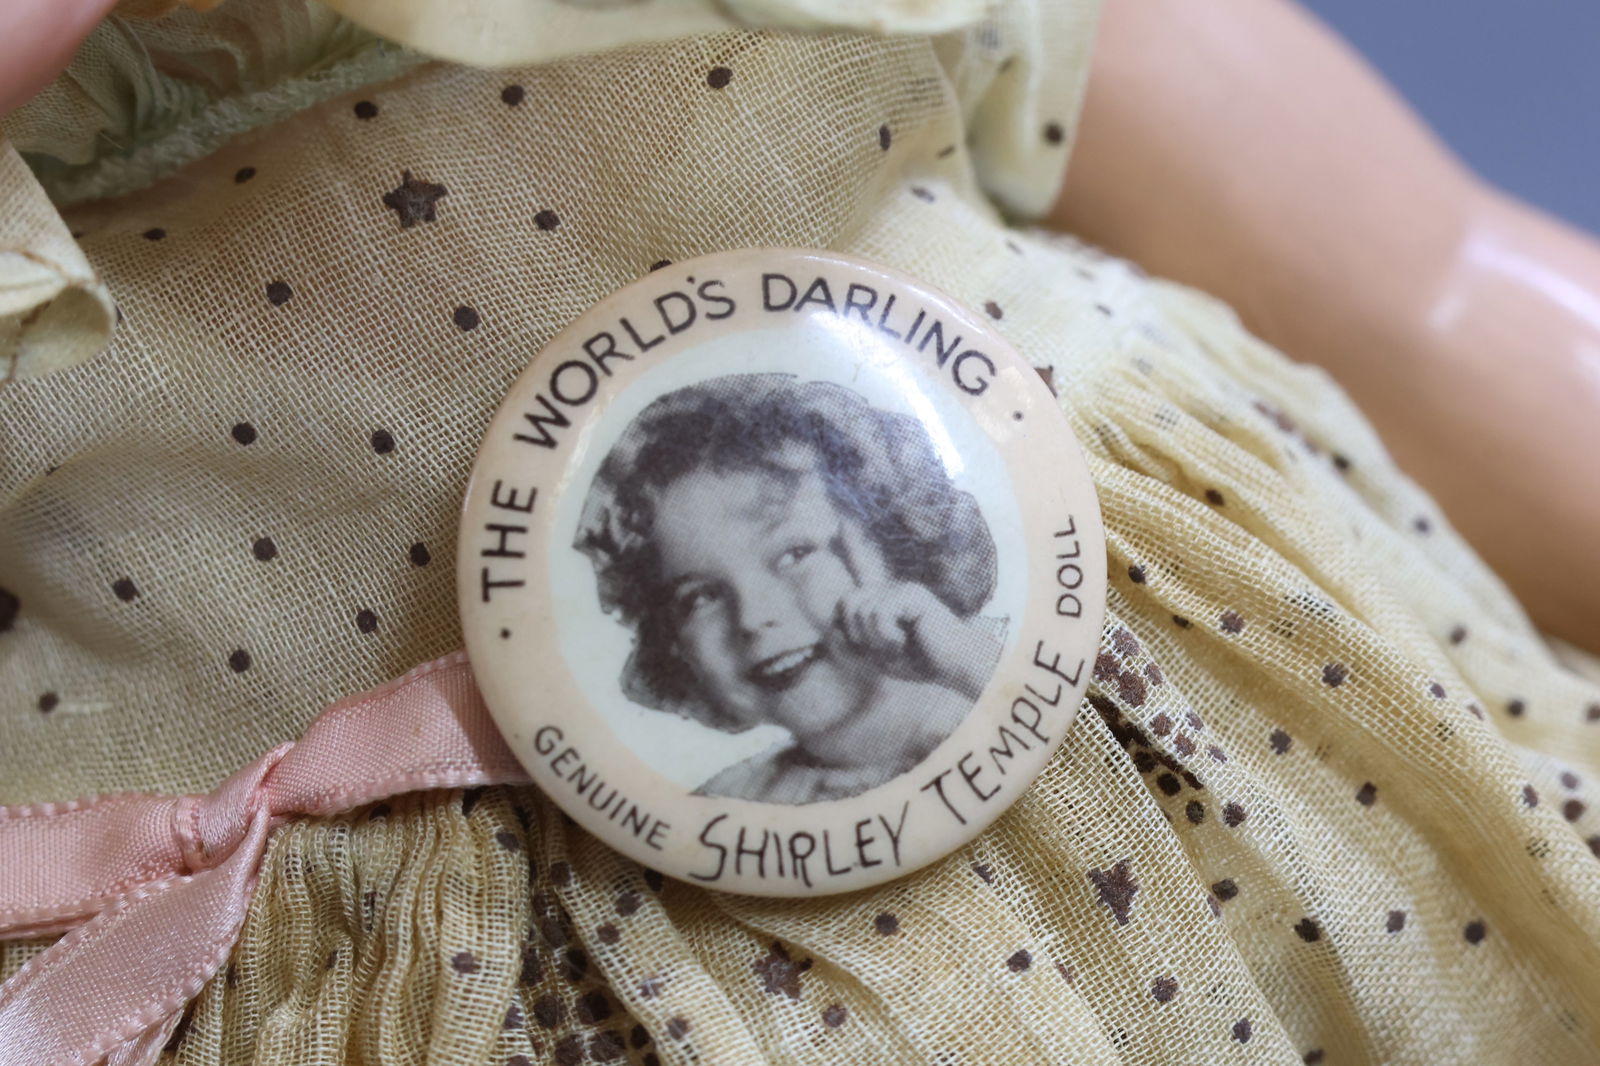 · THE WORLD'S DARLING ·
GENUINE SHIRLEY TEMPLE DOLL